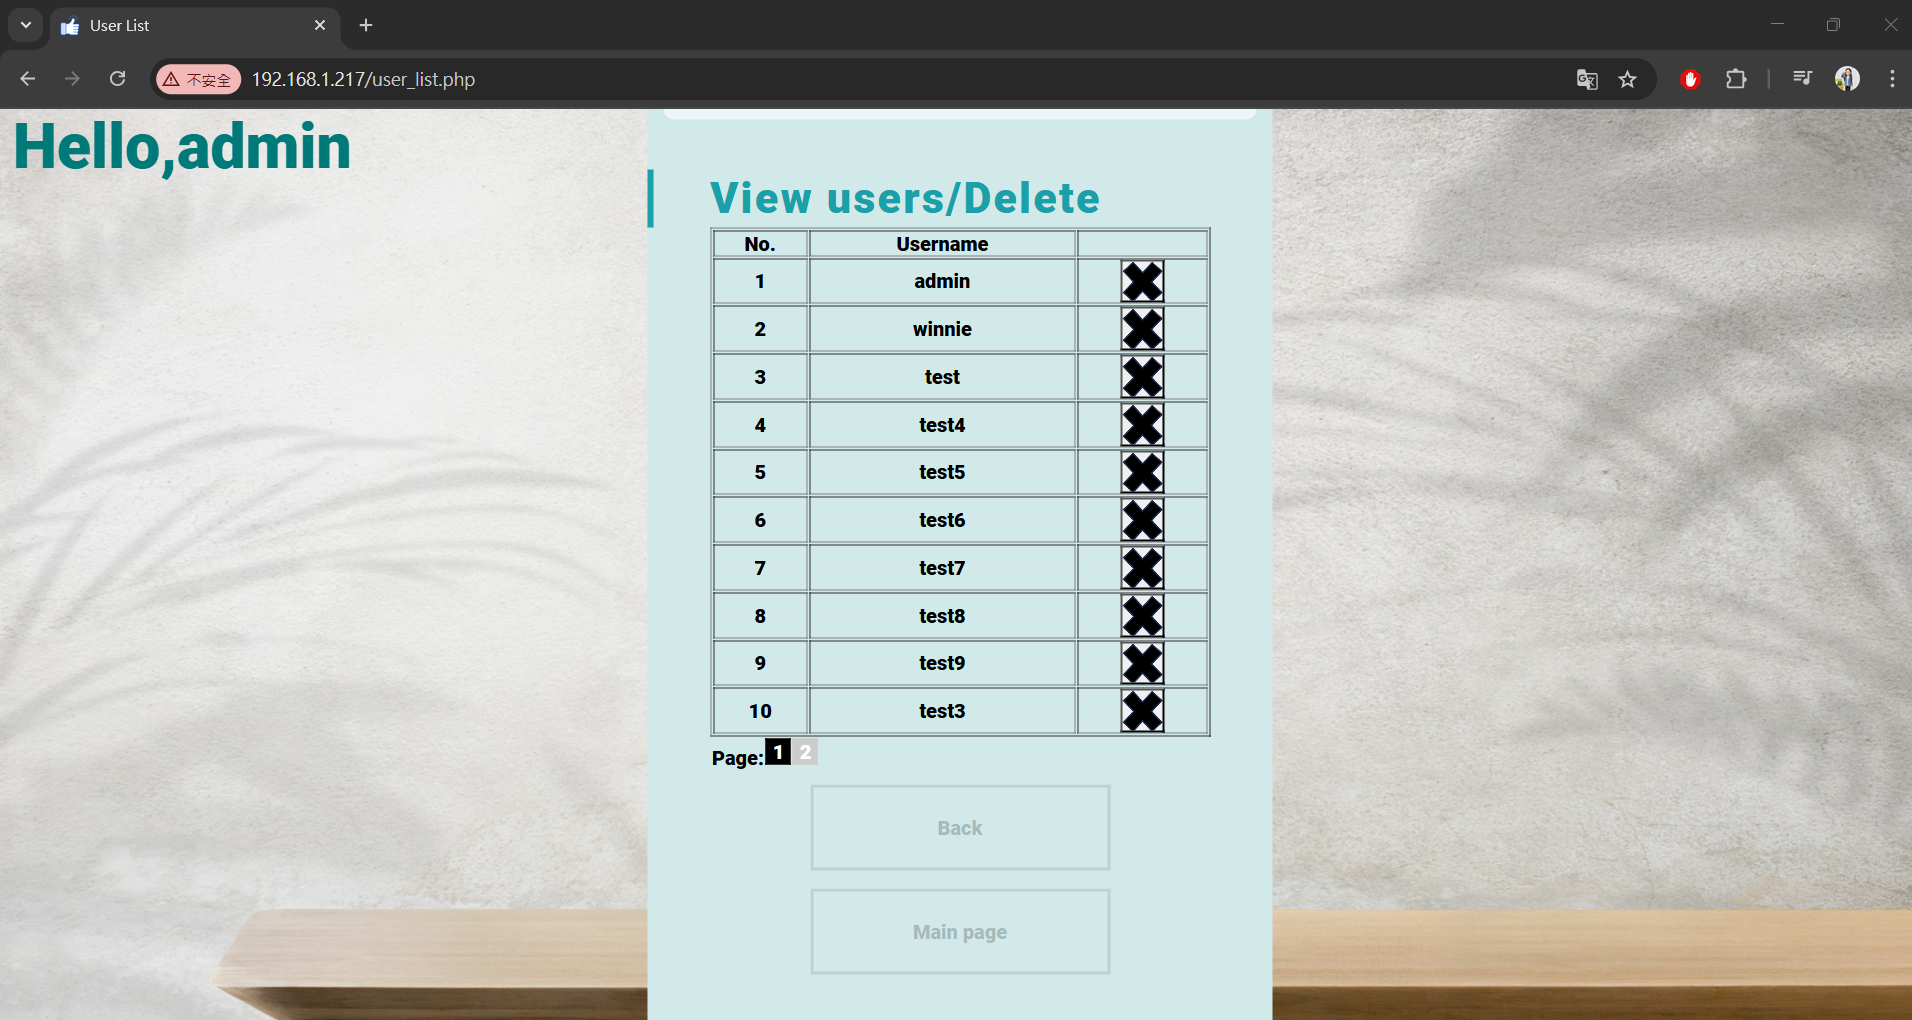 User List
不安全
192.168.1.217/user_list.php
Hello,admin
View users/Delete
No. Username
1 admin
2 winnie
3 test
4 test4
5 test5
6 test6
7 test7
8 test8
9 test9
10 test3
Page: 1 2
Back
Main page